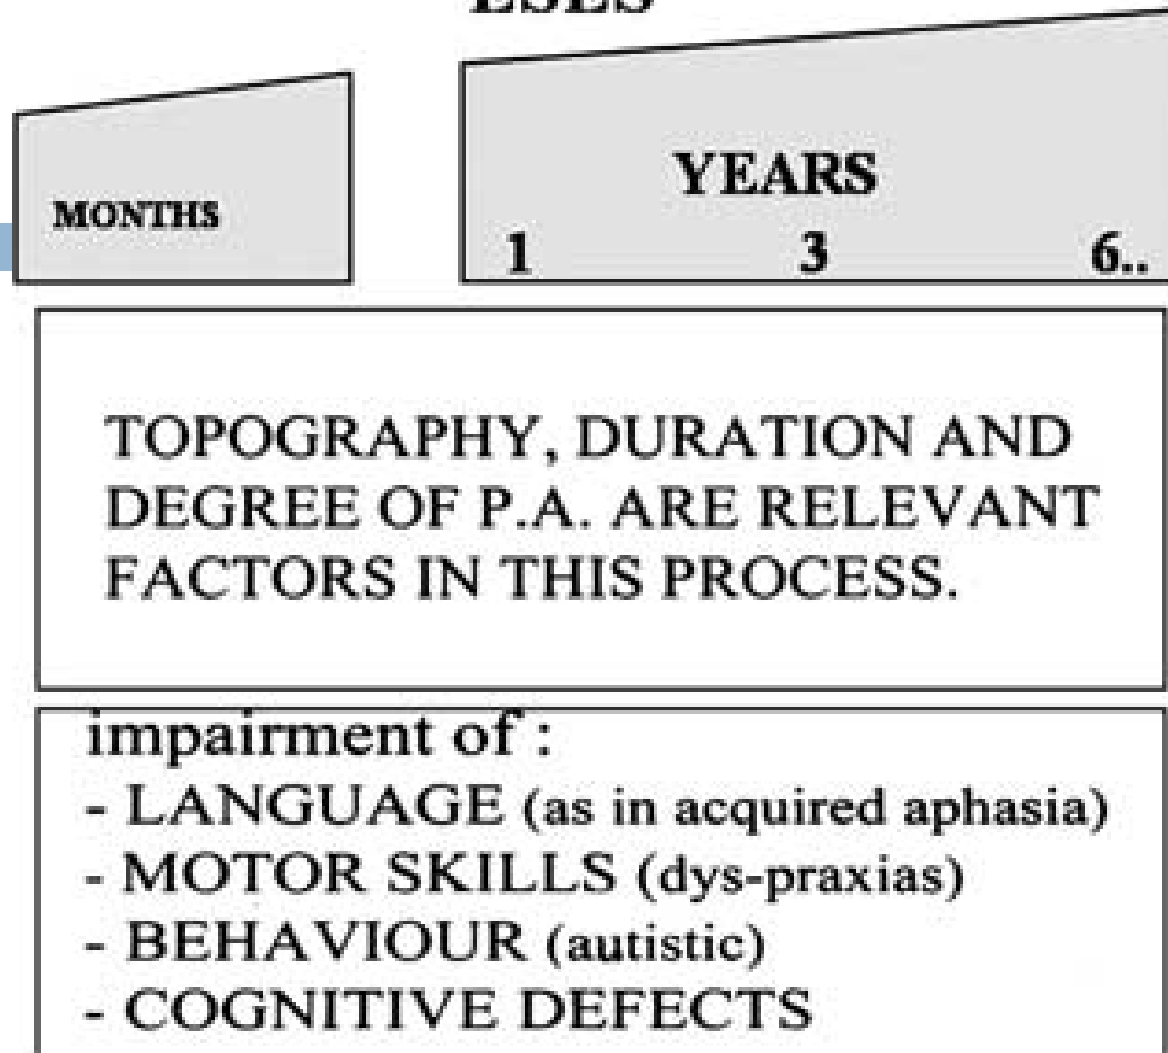 ESES
YEARS
MONTHS
1 3 6..
TOPOGRAPHY, DURATION AND
DEGREE OF P.A. ARE RELEVANT
FACTORS IN THIS PROCESS.
impairment of :
- LANGUAGE (as in acquired aphasia)
- MOTOR SKILLS (dys-praxias)
- BEHAVIOUR (autistic)
- COGNITIVE DEFECTS